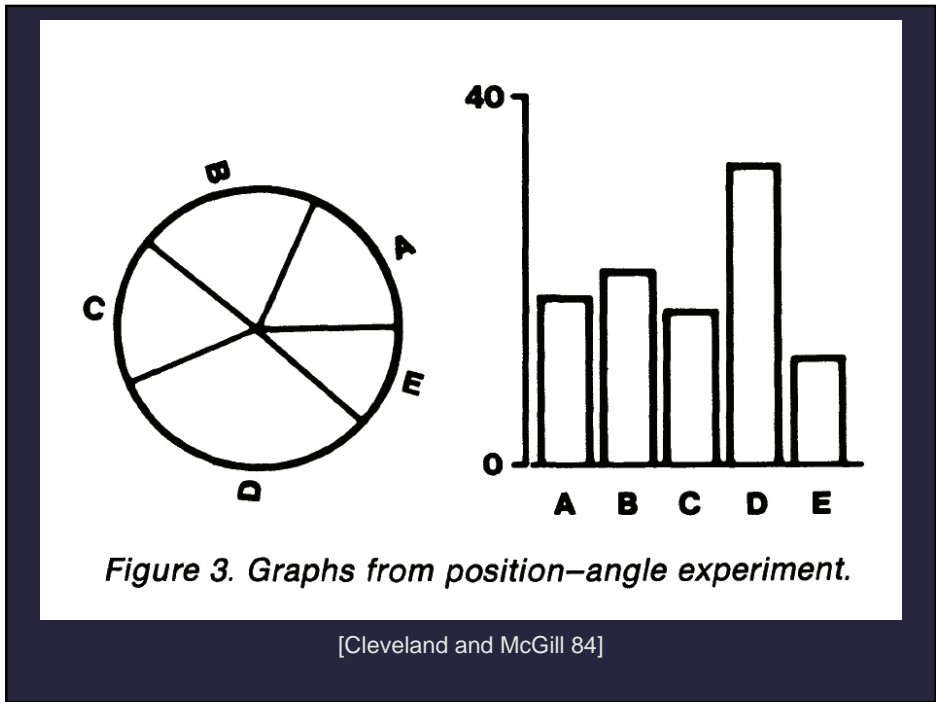 B
A
C
E
D
40
0
A B C D E
Figure 3. Graphs from position–angle experiment.
[Cleveland and McGill 84]